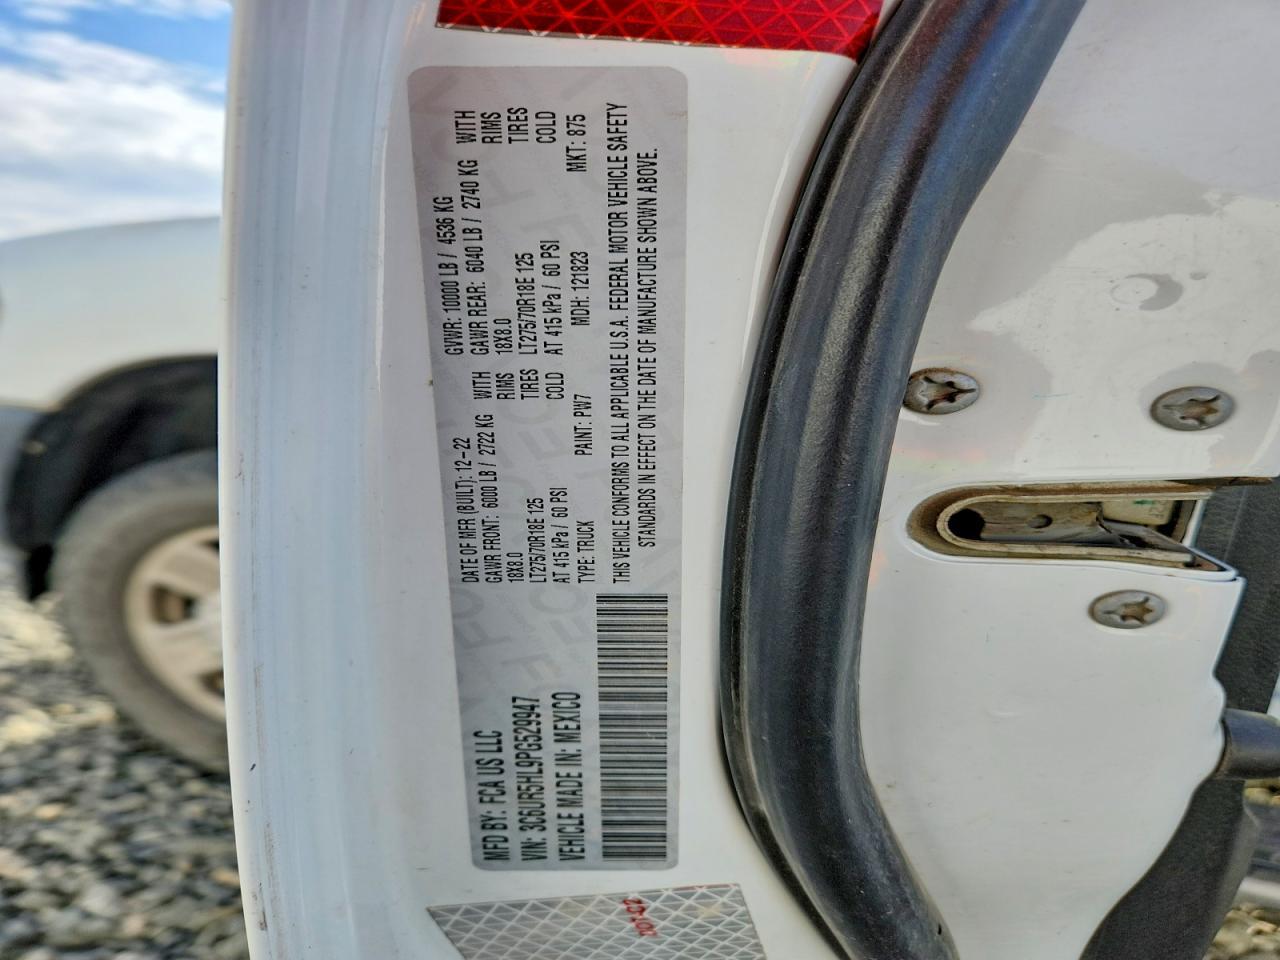 MFD BY: FCA US LLC
VIN: 3C6UR5HL9PG529947
VEHICLE MADE IN: MEXICO
DATE OF MFR (BUILT): 12-22 GVWR: 10000 LB / 4536 KG
GAWR FRONT: 6000 LB / 2722 KG WITH GAWR REAR: 6040 LB / 2740 KG WITH
18X8.0 RIMS 18X8.0 RIMS
LT275/70R18E 125 TIRES LT275/70R18E 125 TIRES
AT 415 kPa / 60 PSI COLD AT 415 kPa / 60 PSI COLD
TYPE: TRUCK PAINT: PW7 MDH: 121823 MKT: 875
THIS VEHICLE CONFORMS TO ALL APPLICABLE U.S.A. FEDERAL MOTOR VEHICLE SAFETY
STANDARDS IN EFFECT ON THE DATE OF MANUFACTURE SHOWN ABOVE.
DOT-C2